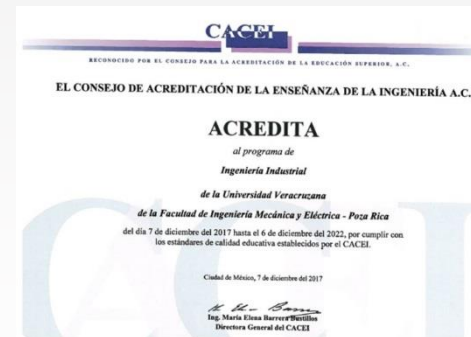 CACEI
RECONOCIDO POR EL CONSEJO PARA LA ACREDITACIÓN DE LA EDUCACIÓN SUPERIOR, A.C.
EL CONSEJO DE ACREDITACIÓN DE LA ENSEÑANZA DE LA INGENIERÍA A.C.
ACREDITA
al programa de
Ingeniería Industrial
de la Universidad Veracruzana
de la Facultad de Ingeniería Mecánica y Eléctrica - Poza Rica
del día 7 de diciembre del 2017 hasta el 6 de diciembre del 2022, por cumplir con
los estándares de calidad educativa establecidos por el CACEI.
Ciudad de México, 7 de diciembre del 2017
Ing. María Elena Barrera Bustillos
Directora General del CACEI